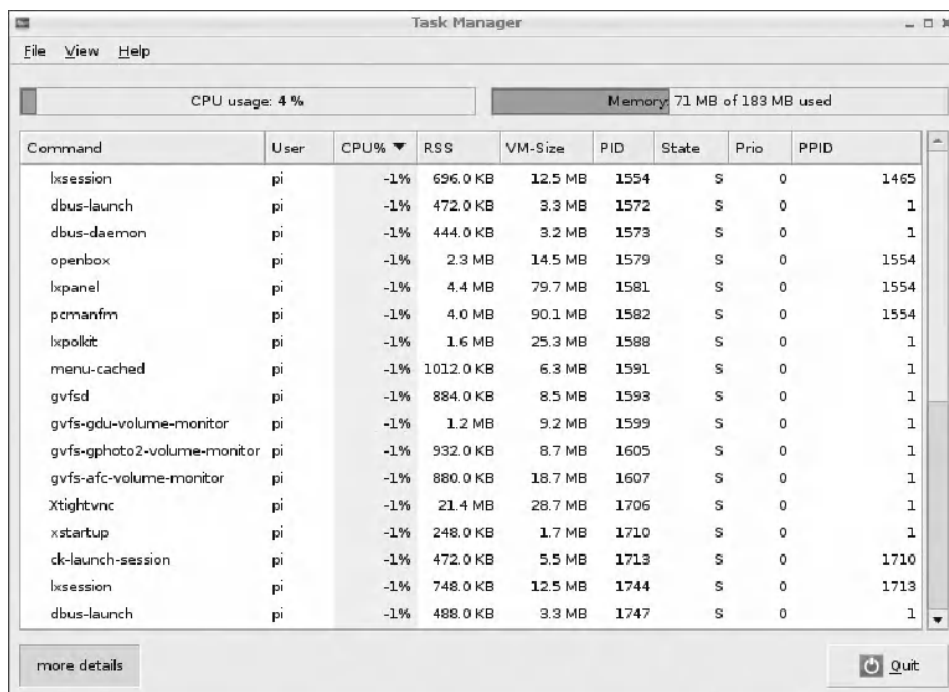 Task Manager
File View Help
CPU usage: 4 %
Memory: 71 MB of 183 MB used
Command User CPU% RSS VM-Size PID State Prio PPID
lxsession pi -1% 696.0 KB 12.5 MB 1554 S 0 1465
dbus-launch pi -1% 472.0 KB 3.3 MB 1572 S 0 1
dbus-daemon pi -1% 444.0 KB 3.2 MB 1573 S 0 1
openbox pi -1% 2.3 MB 14.5 MB 1579 S 0 1554
lxpanel pi -1% 4.4 MB 79.7 MB 1581 S 0 1554
pcmanfm pi -1% 4.0 MB 90.1 MB 1582 S 0 1554
lxpolkit pi -1% 1.6 MB 25.3 MB 1588 S 0 1
menu-cached pi -1% 1012.0 KB 6.3 MB 1591 S 0 1
gvfsd pi -1% 884.0 KB 8.5 MB 1593 S 0 1
gvfs-gdu-volume-monitor pi -1% 1.2 MB 9.2 MB 1599 S 0 1
gvfs-gphoto2-volume-monitor pi -1% 932.0 KB 8.7 MB 1605 S 0 1
gvfs-afc-volume-monitor pi -1% 880.0 KB 18.7 MB 1607 S 0 1
Xtightvnc pi -1% 21.4 MB 28.7 MB 1706 S 0 1
xstartup pi -1% 248.0 KB 1.7 MB 1710 S 0 1
ck-launch-session pi -1% 472.0 KB 5.5 MB 1713 S 0 1710
lxsession pi -1% 748.0 KB 12.5 MB 1744 S 0 1713
dbus-launch pi -1% 488.0 KB 3.3 MB 1747 S 0 1
more details
Quit